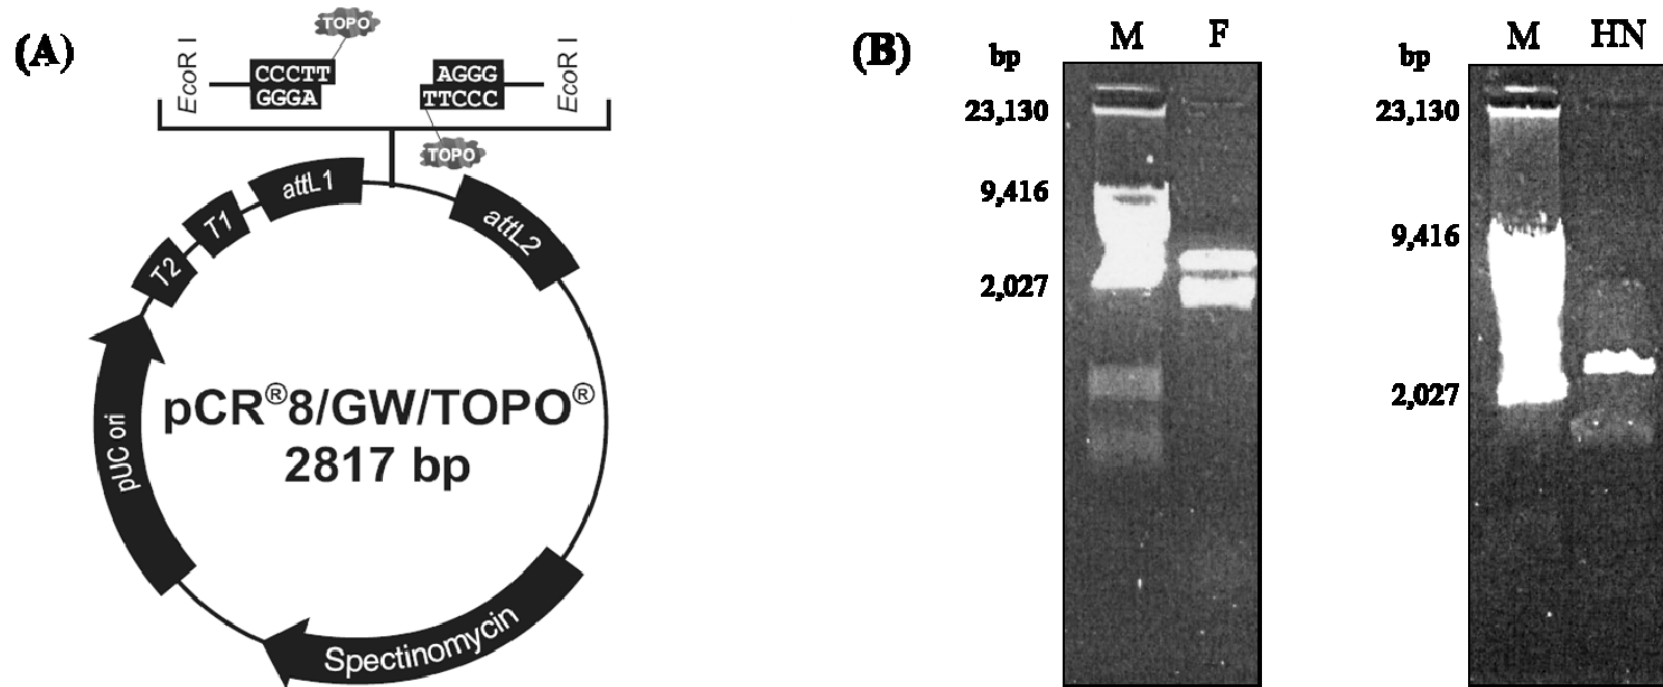 (A)
TOPO
EcoR I
CCCTT
GGGA
AGGG
TTCCC
EcoR I
TOPO
attL1
attL2
T1
T2
pUC ori
pCR®8/GW/TOPO®
2817 bp
Spectinomycin
(B)
bp
M F
23,130
9,416
2,027
bp
M HN
23,130
9,416
2,027